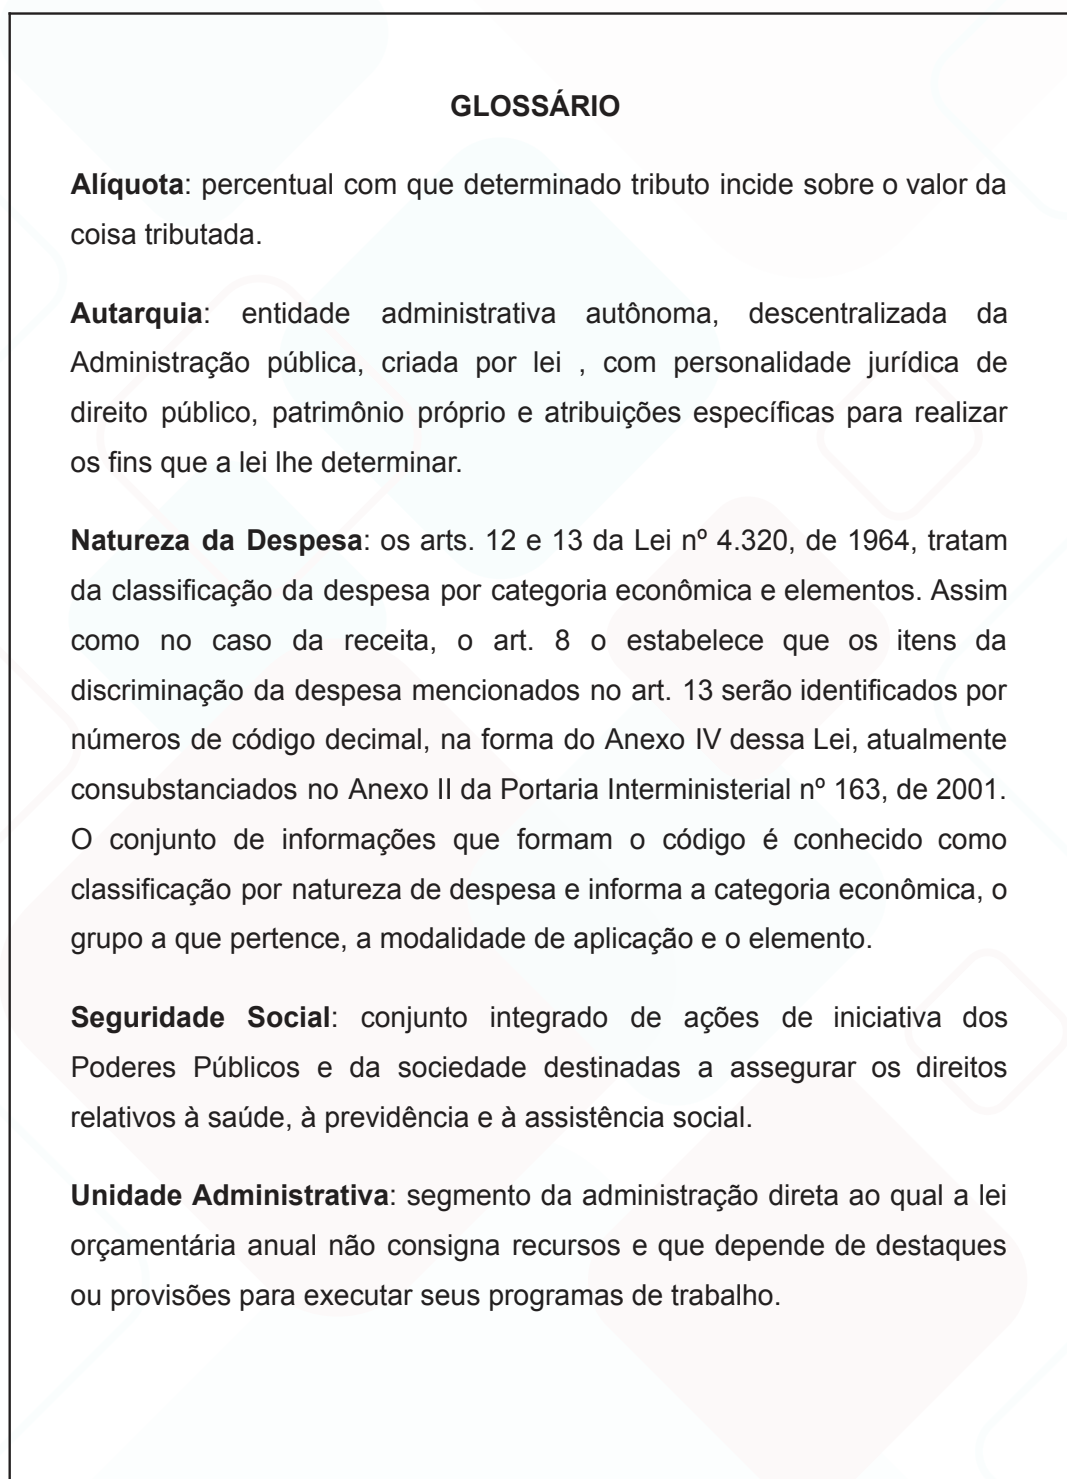 GLOSSÁRIO
Alíquota: percentual com que determinado tributo incide sobre o valor da
coisa tributada.
Autarquia: entidade administrativa autônoma, descentralizada da
Administração pública, criada por lei , com personalidade jurídica de
direito público, patrimônio próprio e atribuições específicas para realizar
os fins que a lei lhe determinar.
Natureza da Despesa: os arts. 12 e 13 da Lei nº 4.320, de 1964, tratam
da classificação da despesa por categoria econômica e elementos. Assim
como no caso da receita, o art. 8 o estabelece que os itens da
discriminação da despesa mencionados no art. 13 serão identificados por
números de código decimal, na forma do Anexo IV dessa Lei, atualmente
consubstanciados no Anexo II da Portaria Interministerial nº 163, de 2001.
O conjunto de informações que formam o código é conhecido como
classificação por natureza de despesa e informa a categoria econômica, o
grupo a que pertence, a modalidade de aplicação e o elemento.
Seguridade Social: conjunto integrado de ações de iniciativa dos
Poderes Públicos e da sociedade destinadas a assegurar os direitos
relativos à saúde, à previdência e à assistência social.
Unidade Administrativa: segmento da administração direta ao qual a lei
orçamentária anual não consigna recursos e que depende de destaques
ou provisões para executar seus programas de trabalho.